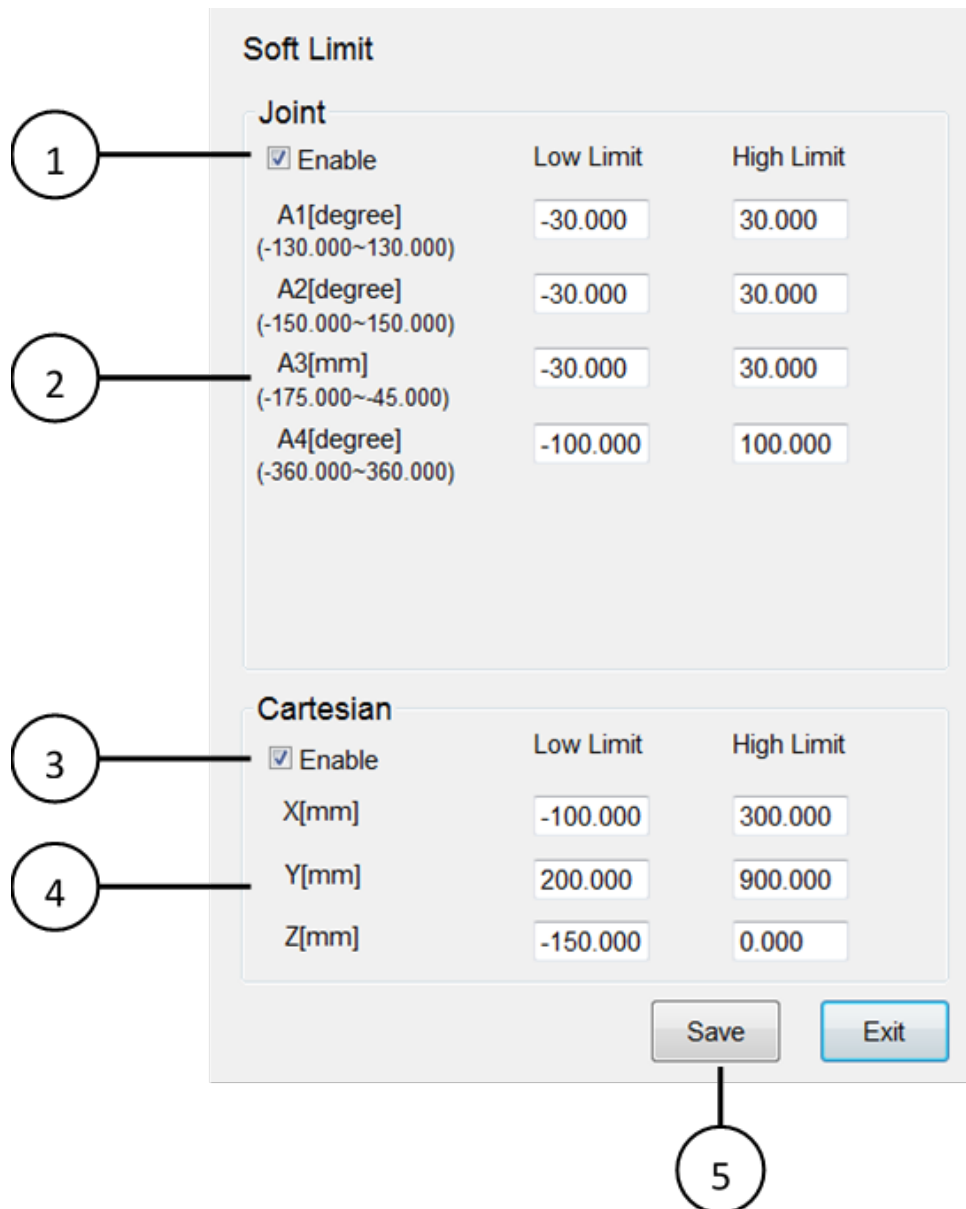 Soft Limit
Joint
1
Enable Low Limit High Limit
A1[degree] -30.000 30.000
(-130.000~130.000)
A2[degree] -30.000 30.000
(-150.000~150.000)
2
A3[mm] -30.000 30.000
(-175.000~-45.000)
A4[degree] -100.000 100.000
(-360.000~360.000)
Cartesian
3
Enable Low Limit High Limit
X[mm] -100.000 300.000
4
Y[mm] 200.000 900.000
Z[mm] -150.000 0.000
Save Exit
5